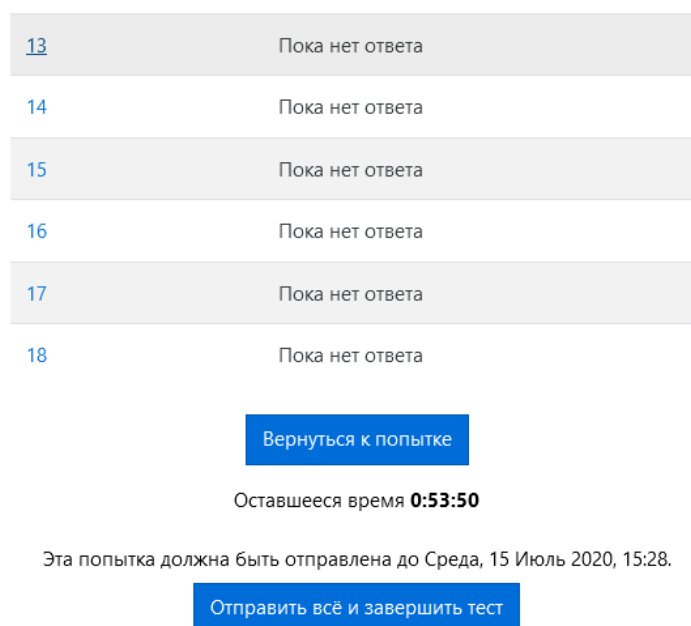 13 Пока нет ответа
14 Пока нет ответа
15 Пока нет ответа
16 Пока нет ответа
17 Пока нет ответа
18 Пока нет ответа
Вернуться к попытке
Оставшееся время 0:53:50
Эта попытка должна быть отправлена до Среда, 15 Июль 2020, 15:28.
Отправить всё и завершить тест